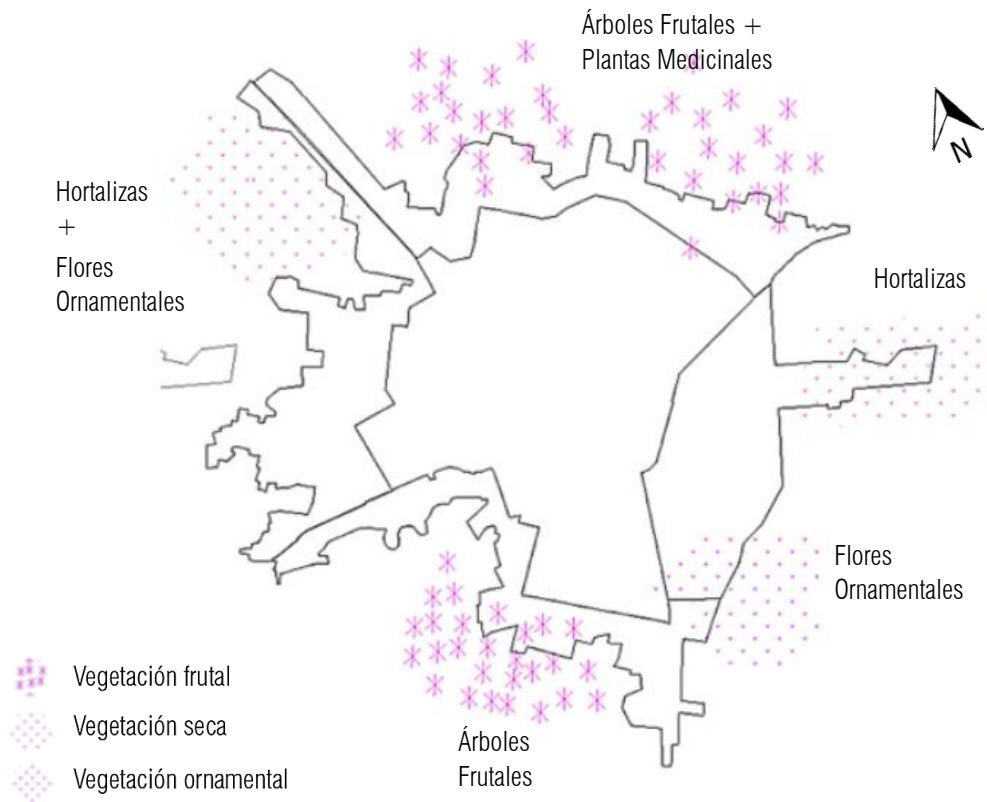 Árboles Frutales +
Plantas Medicinales
N
Hortalizas
+
Flores
Ornamentales
Hortalizas
Flores
Ornamentales
Árboles
Frutales
Vegetación frutal
Vegetación seca
Vegetación ornamental